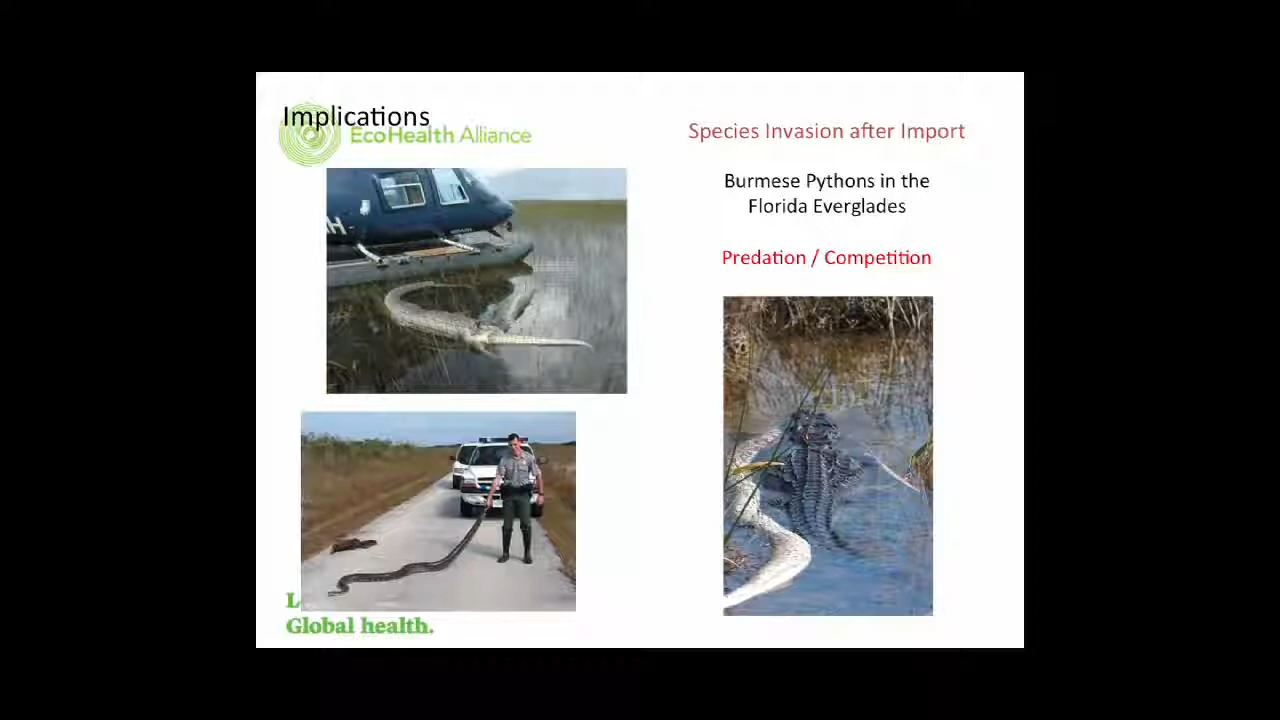 Implications
EcoHealth Alliance
Species Invasion after Import
Burmese Pythons in the
Florida Everglades
Predation / Competition
L
Global health.